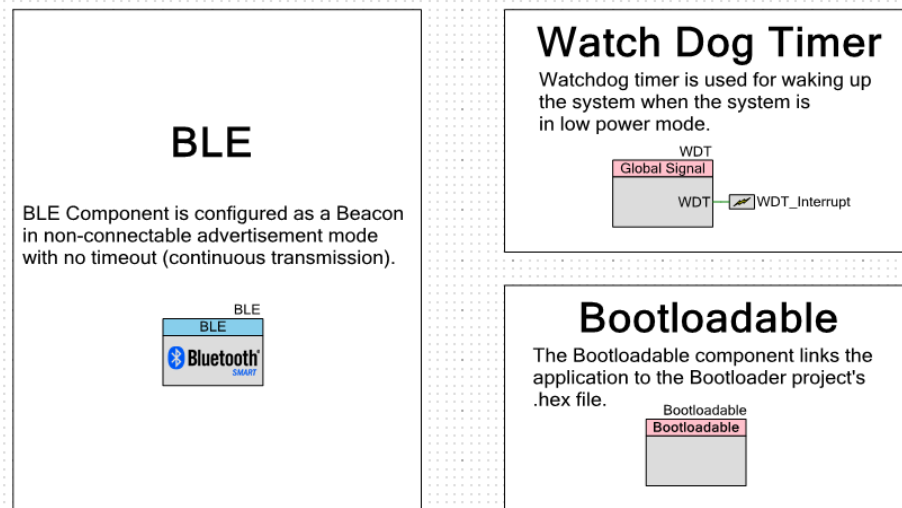 BLE
BLE Component is configured as a Beacon
in non-connectable advertisement mode
with no timeout (continuous transmission).
BLE
BLE
Bluetooth
SMART
Watch Dog Timer
Watchdog timer is used for waking up
the system when the system is
in low power mode.
WDT
Global Signal
WDT
WDT_Interrupt
Bootloadable
The Bootloadable component links the
application to the Bootloader project's
.hex file.
Bootloadable
Bootloadable